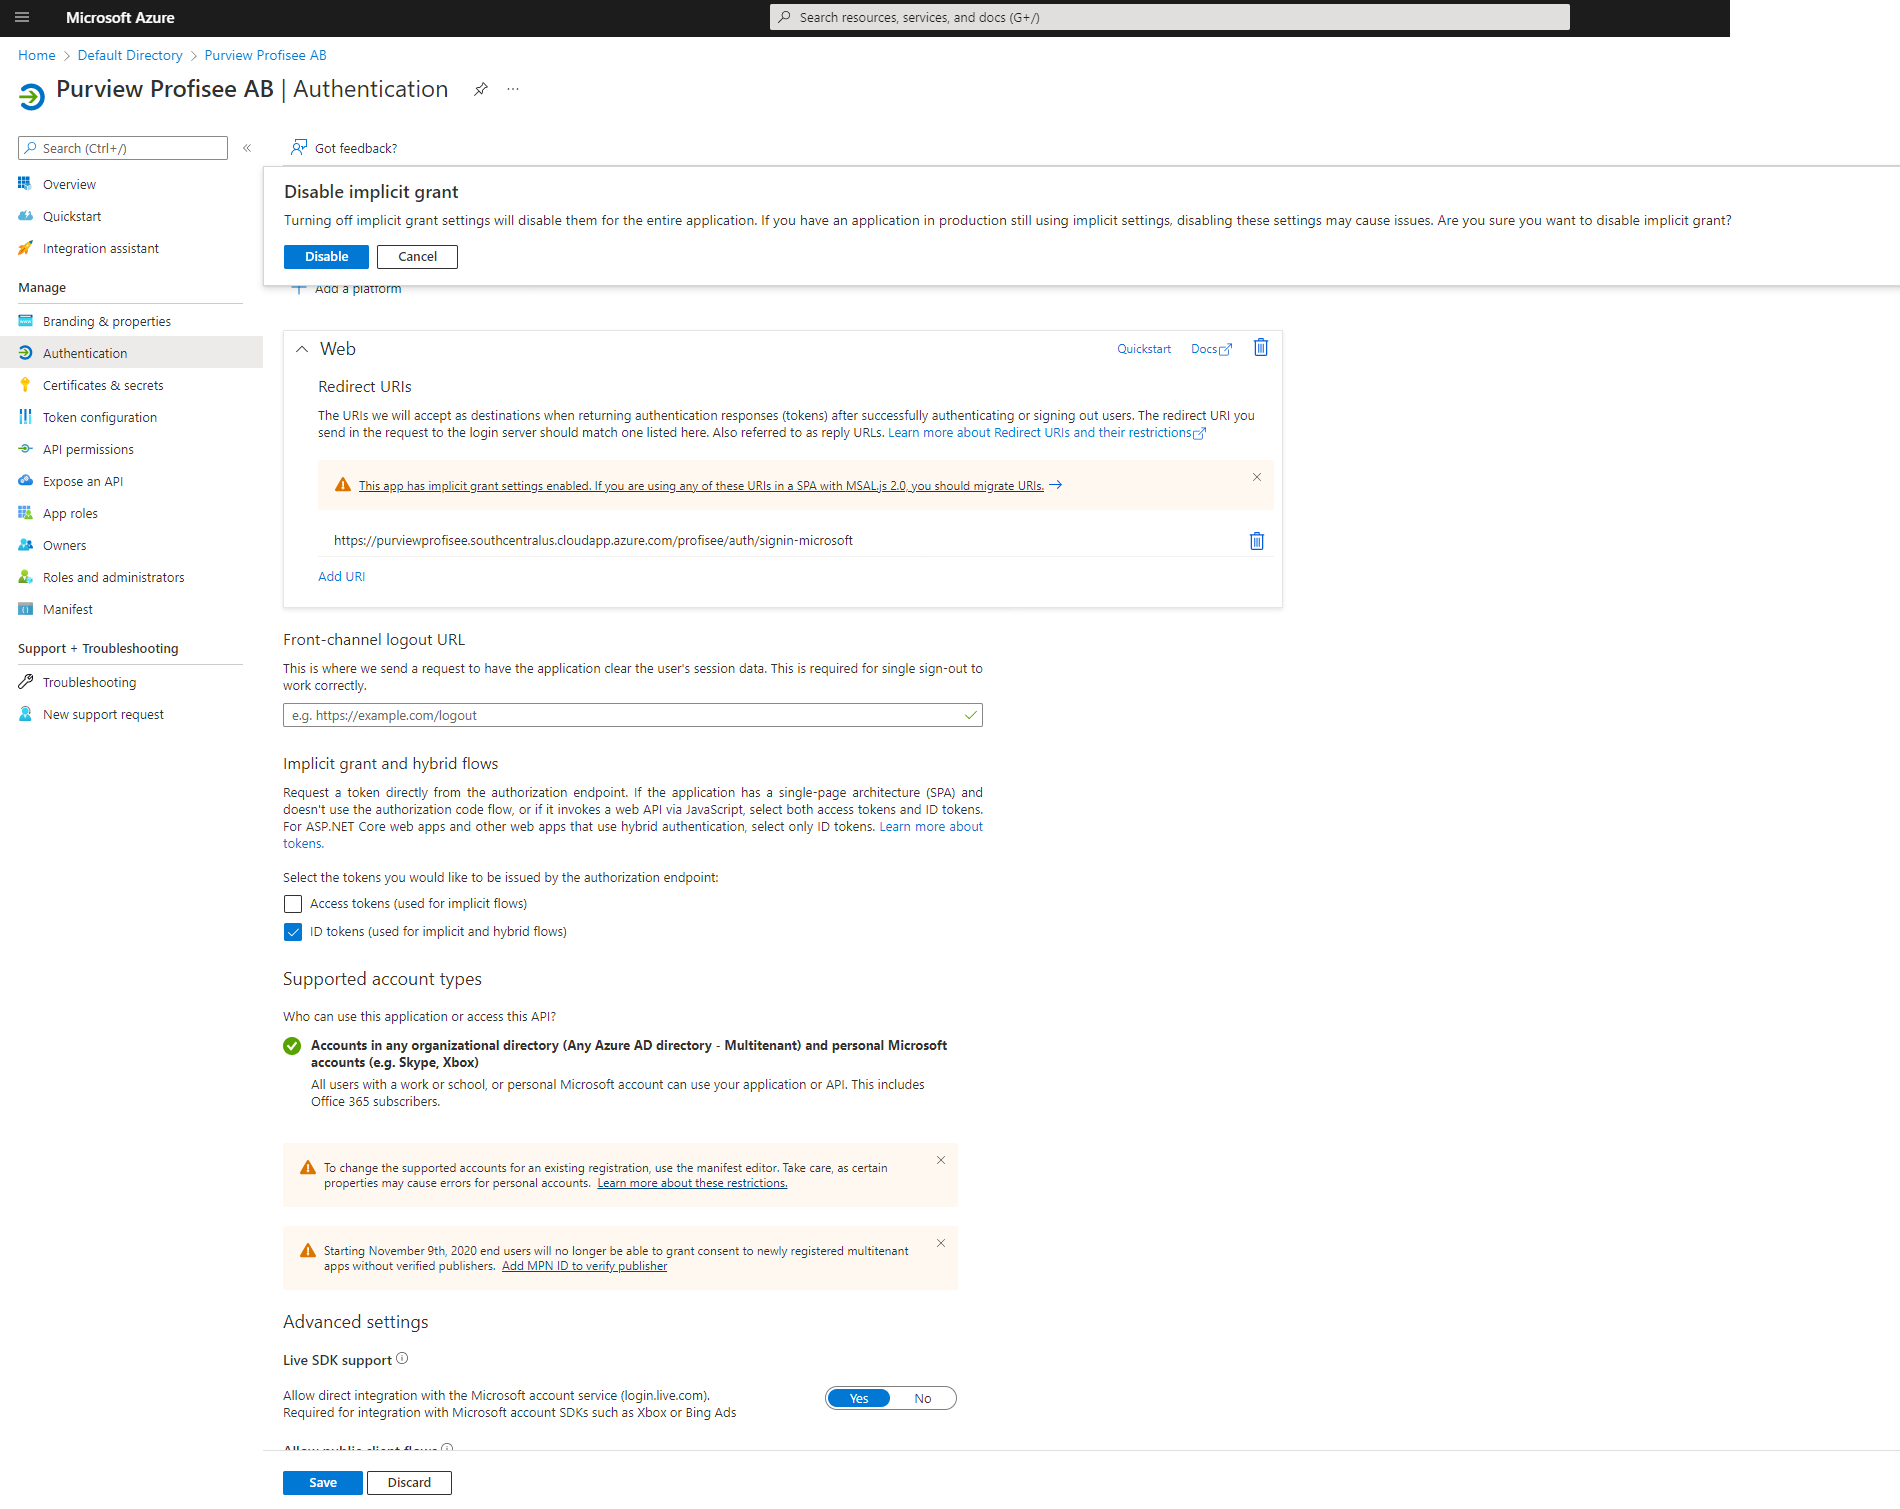 Microsoft Azure
Search resources, services, and docs (G+/)
Home > Default Directory > Purview Profisee AB
Purview Profisee AB | Authentication
Search (Ctrl+/)
Overview
Quickstart
Integration assistant
Manage
Branding & properties
Authentication
Certificates & secrets
Token configuration
API permissions
Expose an API
App roles
Owners
Roles and administrators
Manifest
Support + Troubleshooting
Troubleshooting
New support request
Got feedback?
Disable implicit grant
Turning off implicit grant settings will disable them for the entire application. If you have an application in production still using implicit settings, disabling these settings may cause issues. Are you sure you want to disable implicit grant?
Disable
Cancel
Add a platform
Web
Quickstart
Docs
Redirect URIs
The URIs we will accept as destinations when returning authentication responses (tokens) after successfully authenticating or signing out users. The redirect URI you
send in the request to the login server should match one listed here. Also referred to as reply URLs. Learn more about Redirect URIs and their restrictions
This app has implicit grant settings enabled. If you are using any of these URIs in a SPA with MSAL.js 2.0, you should migrate URIs.
https://purviewprofisee.southcentralus.cloudapp.azure.com/profisee/auth/signin-microsoft
Add URI
Front-channel logout URL
This is where we send a request to have the application clear the user's session data. This is required for single sign-out to
work correctly.
e.g. https://example.com/logout
Implicit grant and hybrid flows
Request a token directly from the authorization endpoint. If the application has a single-page architecture (SPA) and
doesn't use the authorization code flow, or if it invokes a web API via JavaScript, select both access tokens and ID tokens.
For ASP.NET Core web apps and other web apps that use hybrid authentication, select only ID tokens. Learn more about
tokens.
Select the tokens you would like to be issued by the authorization endpoint:
Access tokens (used for implicit flows)
ID tokens (used for implicit and hybrid flows)
Supported account types
Who can use this application or access this API?
Accounts in any organizational directory (Any Azure AD directory - Multitenant) and personal Microsoft
accounts (e.g. Skype, Xbox)
All users with a work or school, or personal Microsoft account can use your application or API. This includes
Office 365 subscribers.
To change the supported accounts for an existing registration, use the manifest editor. Take care, as certain
properties may cause errors for personal accounts. Learn more about these restrictions.
Starting November 9th, 2020 end users will no longer be able to grant consent to newly registered multitenant
apps without verified publishers. Add MPN ID to verify publisher
Advanced settings
Live SDK support
Allow direct integration with the Microsoft account service (login.live.com).
Required for integration with Microsoft account SDKs such as Xbox or Bing Ads
Yes
No
Allow public client flows
Save
Discard